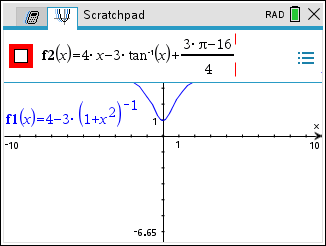 Scratchpad RAD
f2(x)=4·x−3·tan⁻¹(x)+(3·π−16)/4
f1(x)=4−3·(1+x²)⁻¹
x
-10 1 10
-6.65